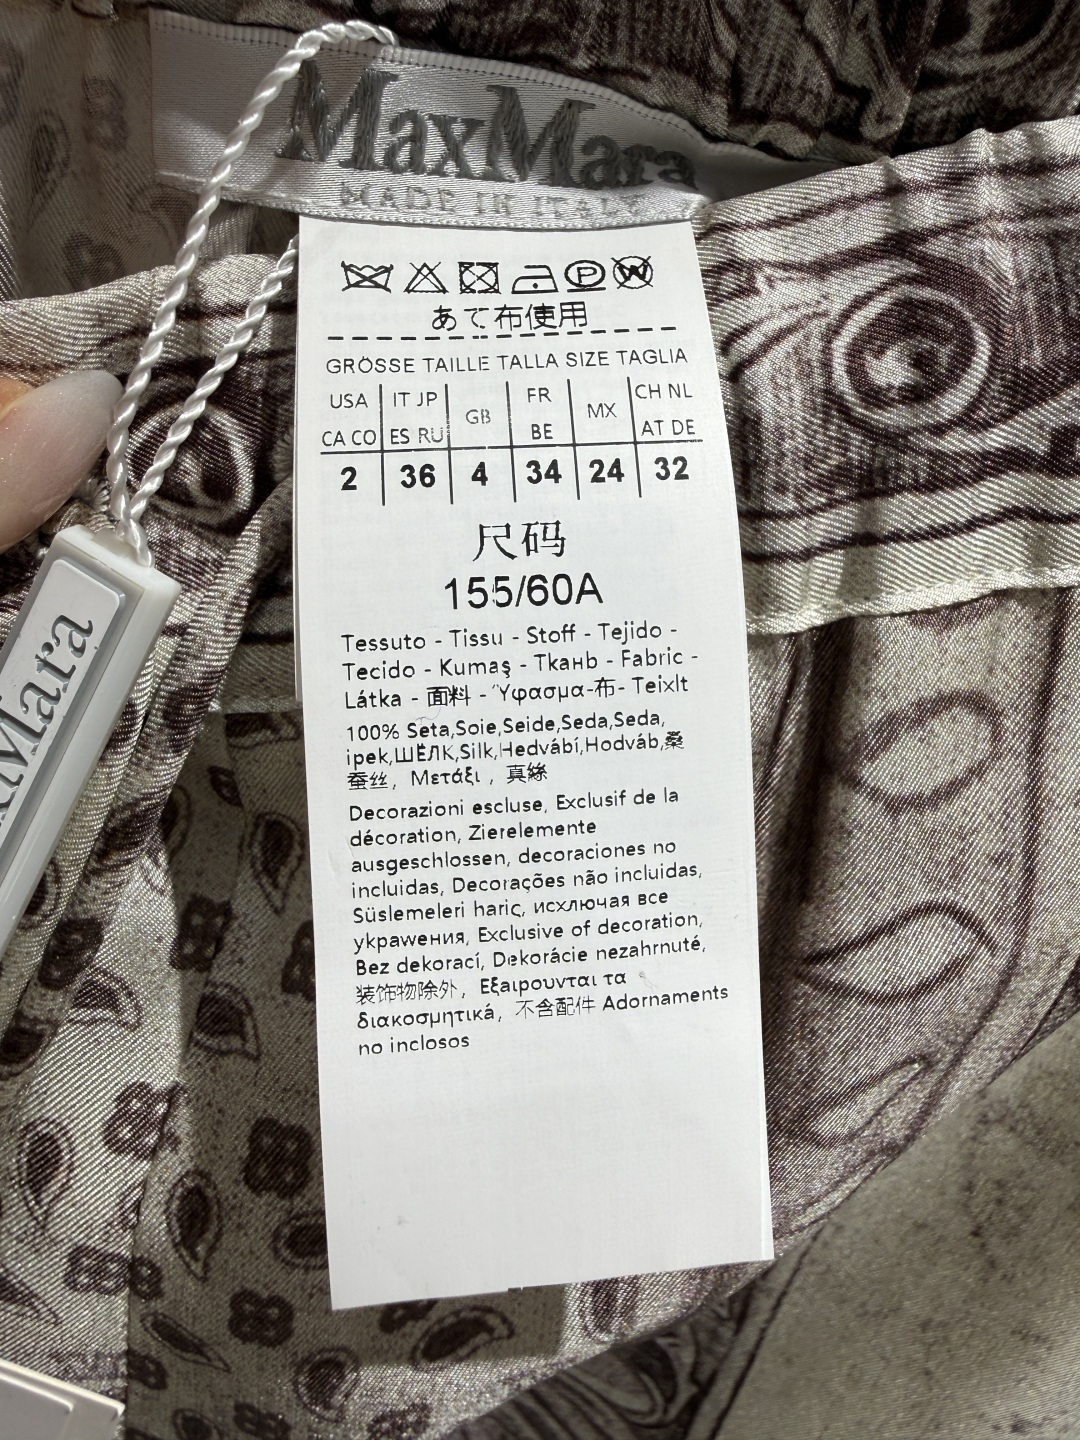 MaxMara
MADE IN ITALY
P W
あて布使用
GRÖSSE TAILLE TALLA SIZE TAGLIA
USA IT JP GB FR MX CH NL
CA CO ES RU BE AT DE
2 36 4 34 24 32
尺码
155/60A
Tessuto - Tissu - Stoff - Tejido -
Tecido - Kumaş - Ткань - Fabric -
Látka - 面料 - Ύφασμα-布- Teixlt
100% Seta,Soie,Seide,Seda,Seda,
ipek,ШЁЛК,Silk,Hedvábí,Hodváb,桑
蚕丝, Μετάξι , 真絲
Decorazioni escluse, Exclusif de la
décoration, Zierelemente
ausgeschlossen, decoraciones no
incluidas, Decorações não incluidas,
Süslemeleri hariç, исключая все
укравения, Exclusive of decoration,
Bez dekorací, Dekorácie nezahrnuté,
装饰物除外, Εξαιρουνται τα
διακοσμητικά, 不含配件 Adornaments
no inclosos
Mara